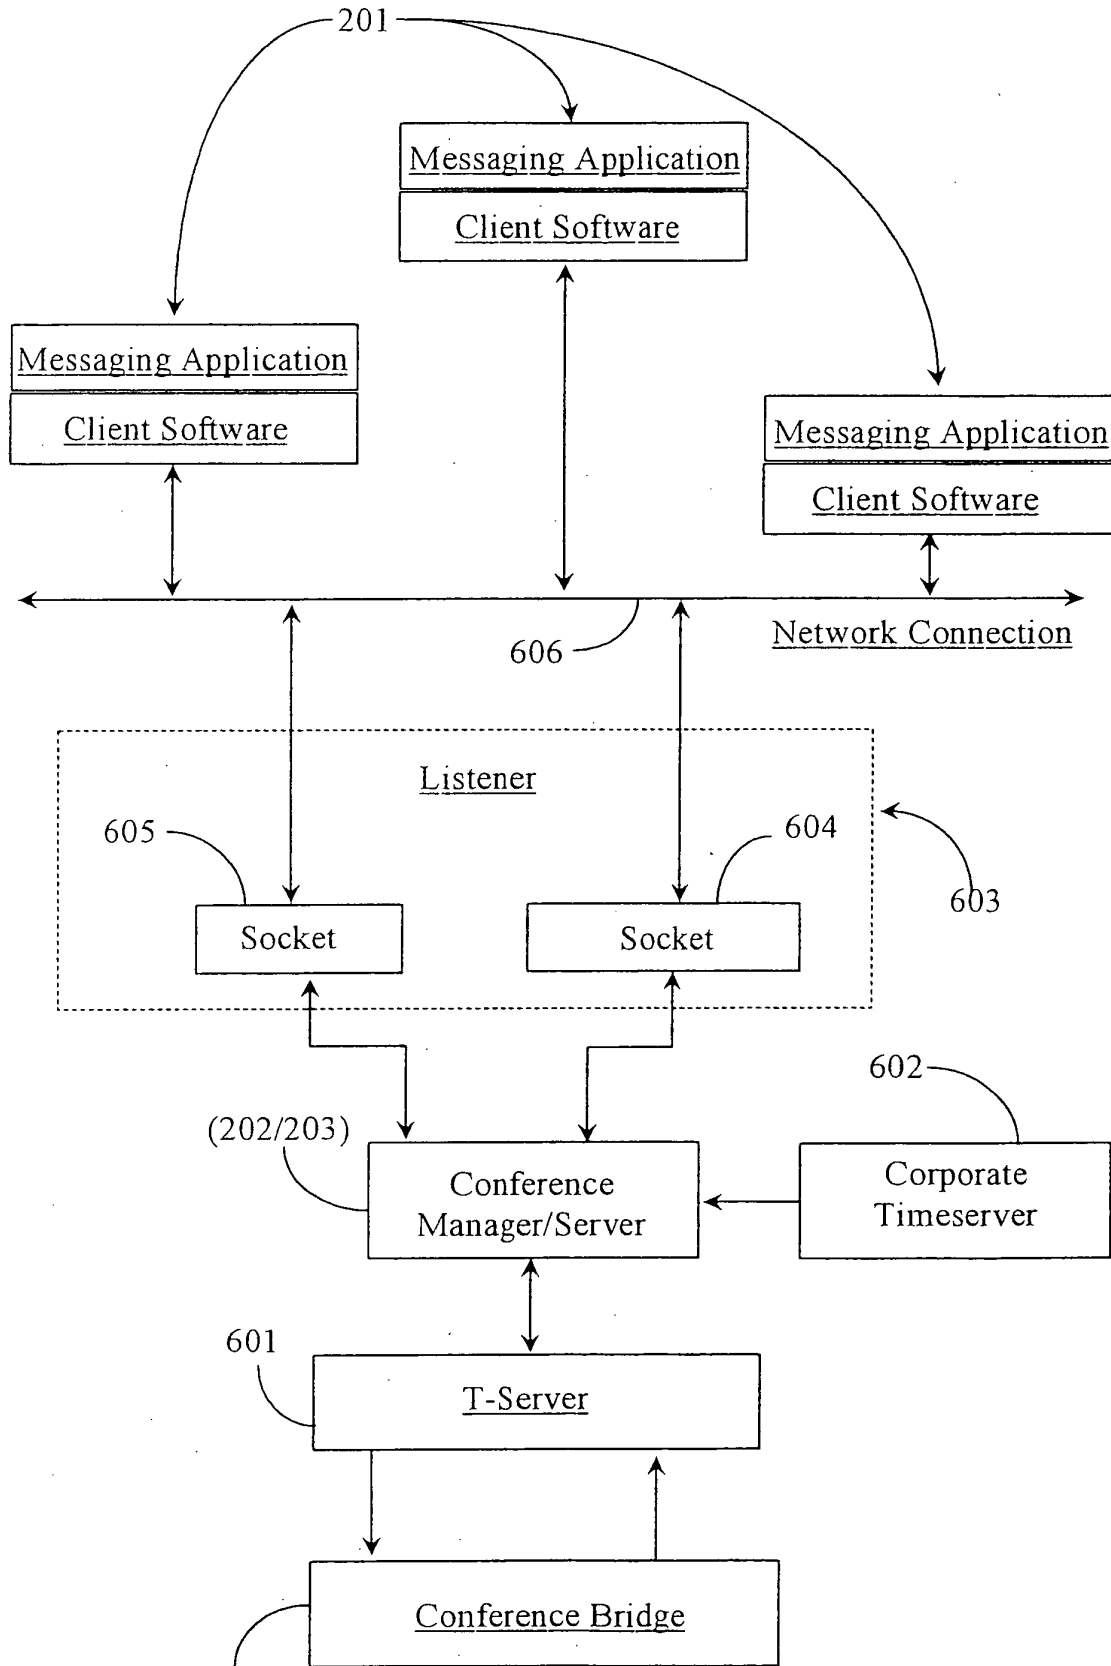 201
Messaging Application
Client Software
Messaging Application
Client Software
Messaging Application
Client Software
606
Network Connection
Listener
605
604
603
Socket
Socket
602
(202/203)
Conference
Manager/Server
Corporate
Timeserver
601
T-Server
Conference Bridge